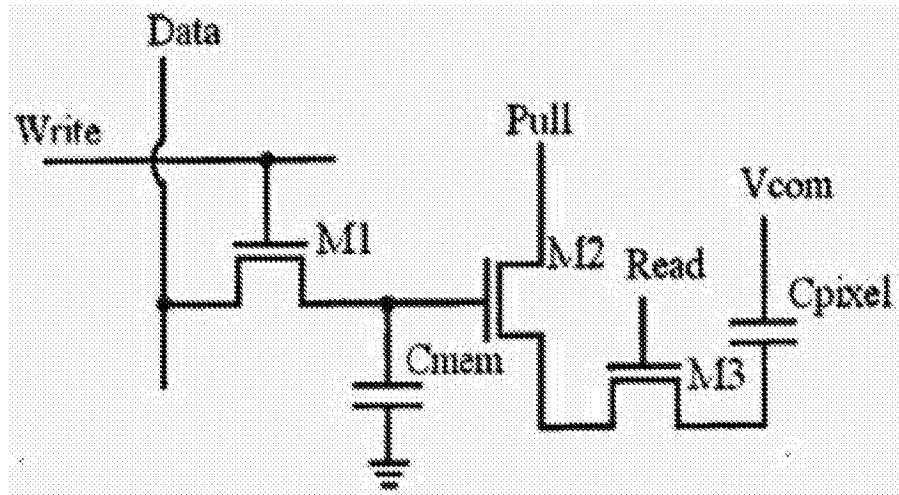 Data
Write
Pull
Vcom
M1
M2
Read
Cpixel
Cmem
M3